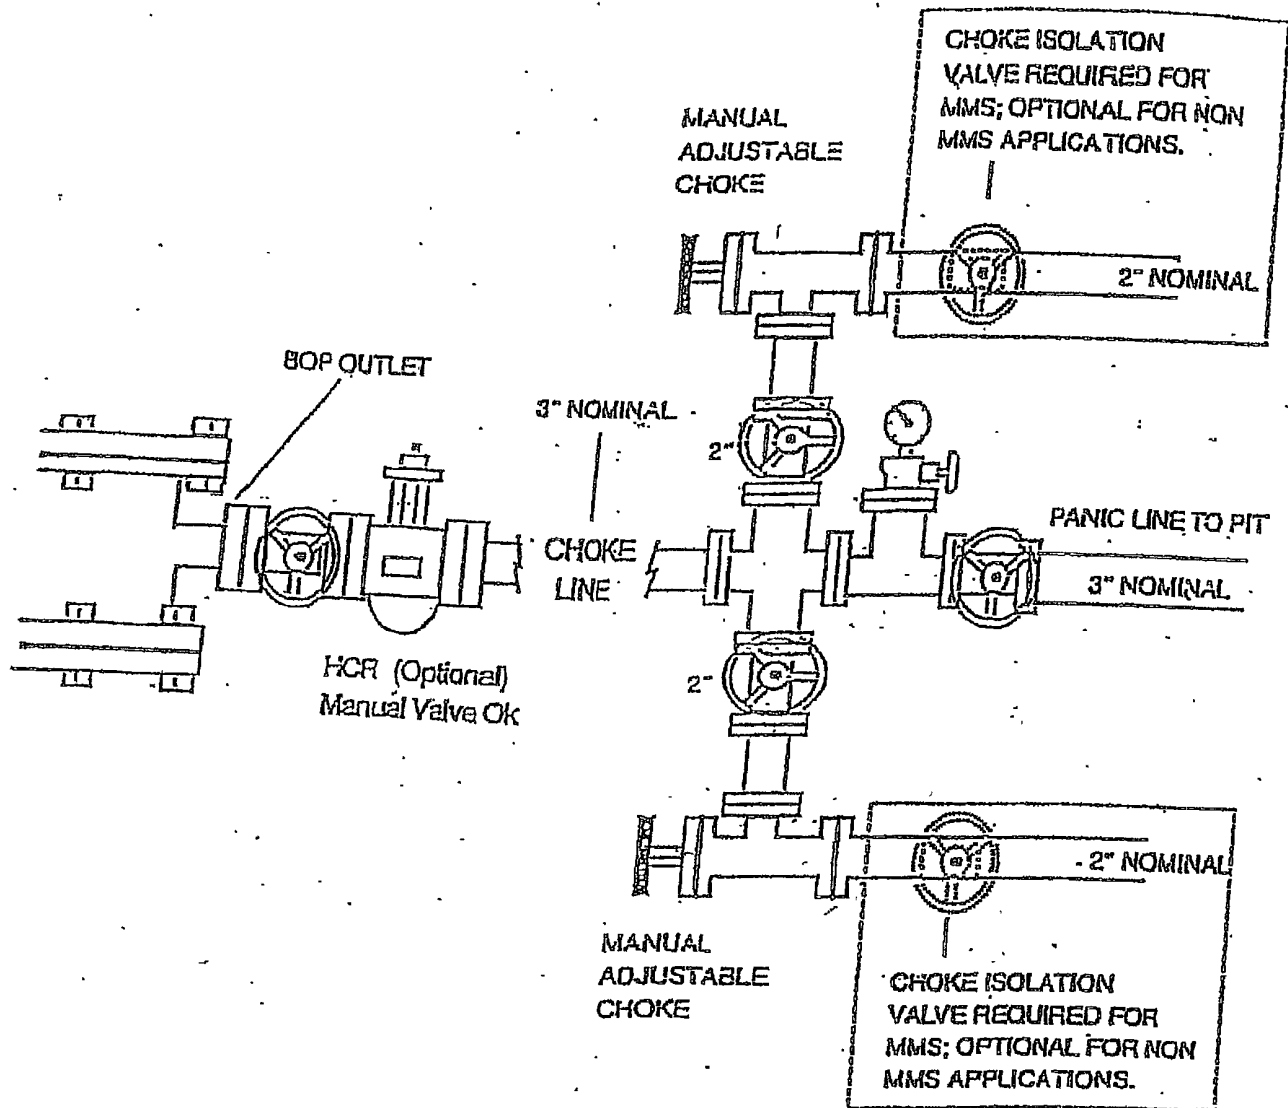 CHOKE ISOLATION
VALVE REQUIRED FOR
MMS; OPTIONAL FOR NON
MMS APPLICATIONS.
MANUAL
ADJUSTABLE
CHOKE
2" NOMINAL
BOP OUTLET
3" NOMINAL
2"
PANIC LINE TO PIT
CHOKE
LINE
3" NOMINAL
HCR (Optional)
Manual Valve Ok
2"
2" NOMINAL
MANUAL
ADJUSTABLE
CHOKE
CHOKE ISOLATION
VALVE REQUIRED FOR
MMS; OPTIONAL FOR NON
MMS APPLICATIONS.